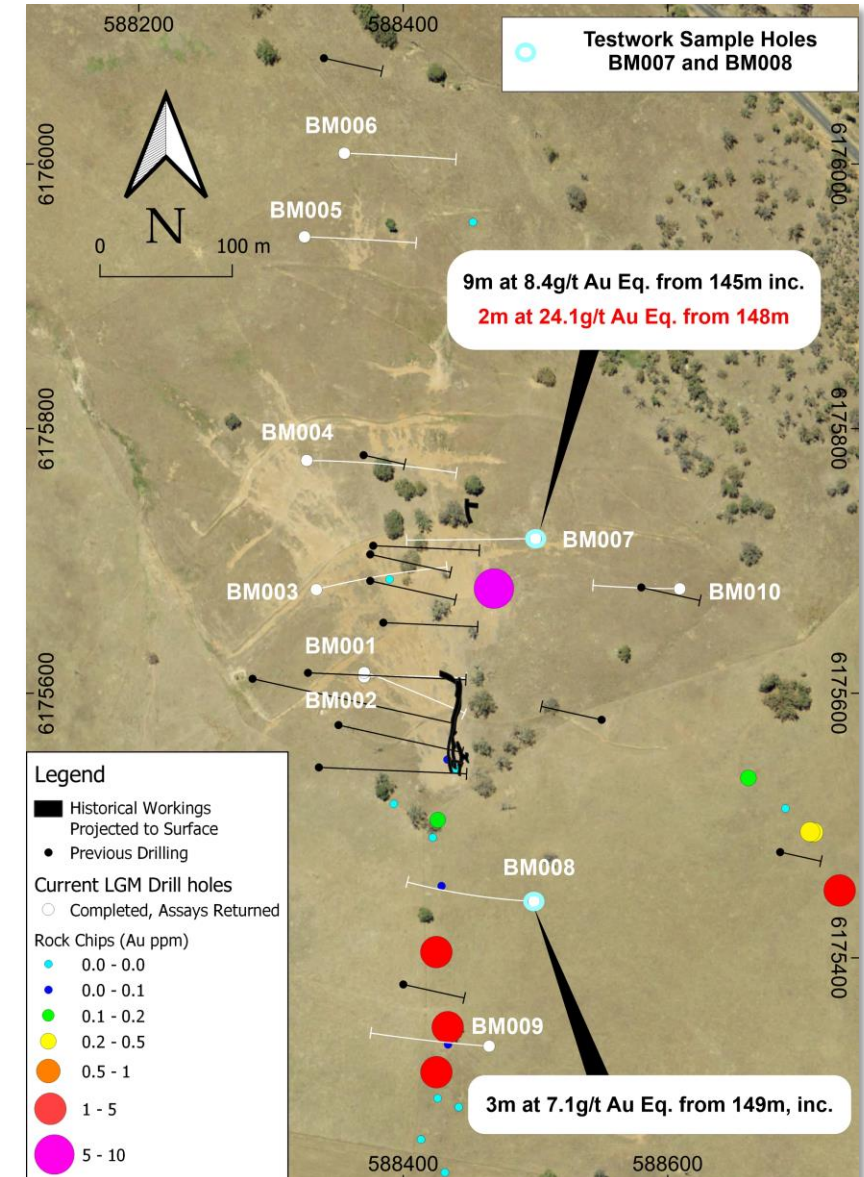 588200
588400
Testwork Sample Holes
BM007 and BM008
BM006
6176000
6176000
BM005
N
0 100 m
9m at 8.4g/t Au Eq. from 145m inc.
2m at 24.1g/t Au Eq. from 148m
6175800
6175800
BM004
BM007
BM003
BM010
BM001
6175600
6175600
BM002
Legend
Historical Workings
Projected to Surface
Previous Drilling
Current LGM Drill holes
Completed, Assays Returned
Rock Chips (Au ppm)
0.0 - 0.0
0.0 - 0.1
0.1 - 0.2
0.2 - 0.5
0.5 - 1
1 - 5
5 - 10
BM008
6175400
BM009
3m at 7.1g/t Au Eq. from 149m, inc.
588400
588600